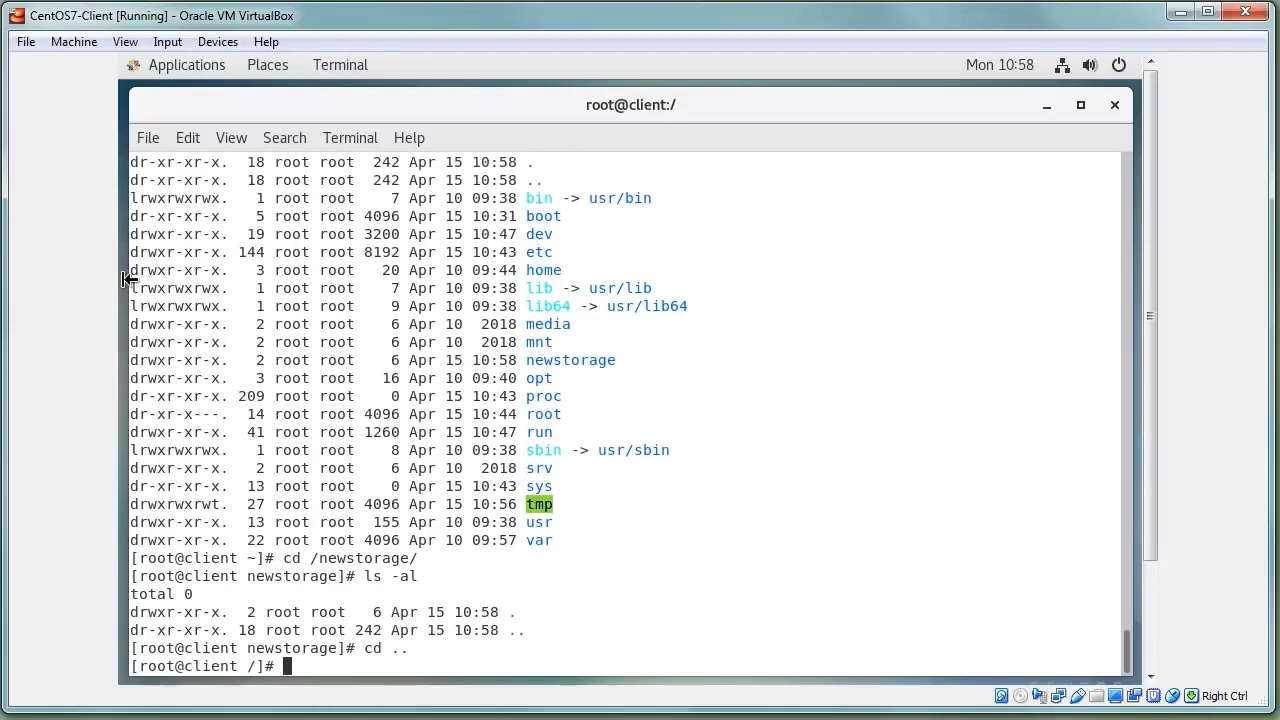 CentOS7-Client [Running] - Oracle VM VirtualBox
File Machine View Input Devices Help
Applications Places Terminal Mon 10:58
root@client:/
File Edit View Search Terminal Help
dr-xr-xr-x. 18 root root 242 Apr 15 10:58 .
dr-xr-xr-x. 18 root root 242 Apr 15 10:58 ..
lrwxrwxrwx. 1 root root 7 Apr 10 09:38 bin -> usr/bin
dr-xr-xr-x. 5 root root 4096 Apr 15 10:31 boot
drwxr-xr-x. 19 root root 3200 Apr 15 10:47 dev
drwxr-xr-x. 144 root root 8192 Apr 15 10:43 etc
drwxr-xr-x. 3 root root 20 Apr 10 09:44 home
lrwxrwxrwx. 1 root root 7 Apr 10 09:38 lib -> usr/lib
lrwxrwxrwx. 1 root root 9 Apr 10 09:38 lib64 -> usr/lib64
drwxr-xr-x. 2 root root 6 Apr 10 2018 media
drwxr-xr-x. 2 root root 6 Apr 10 2018 mnt
drwxr-xr-x. 2 root root 6 Apr 15 10:58 newstorage
drwxr-xr-x. 3 root root 16 Apr 10 09:40 opt
dr-xr-xr-x. 209 root root 0 Apr 15 10:43 proc
dr-xr-x---. 14 root root 4096 Apr 15 10:44 root
drwxr-xr-x. 41 root root 1260 Apr 15 10:47 run
lrwxrwxrwx. 1 root root 8 Apr 10 09:38 sbin -> usr/sbin
drwxr-xr-x. 2 root root 6 Apr 10 2018 srv
dr-xr-xr-x. 13 root root 0 Apr 15 10:43 sys
drwxrwxrwt. 27 root root 4096 Apr 15 10:56 tmp
drwxr-xr-x. 13 root root 155 Apr 10 09:38 usr
drwxr-xr-x. 22 root root 4096 Apr 10 09:57 var
[root@client ~]# cd /newstorage/
[root@client newstorage]# ls -al
total 0
drwxr-xr-x. 2 root root 6 Apr 15 10:58 .
dr-xr-xr-x. 18 root root 242 Apr 15 10:58 ..
[root@client newstorage]# cd ..
[root@client /]#
Right Ctrl